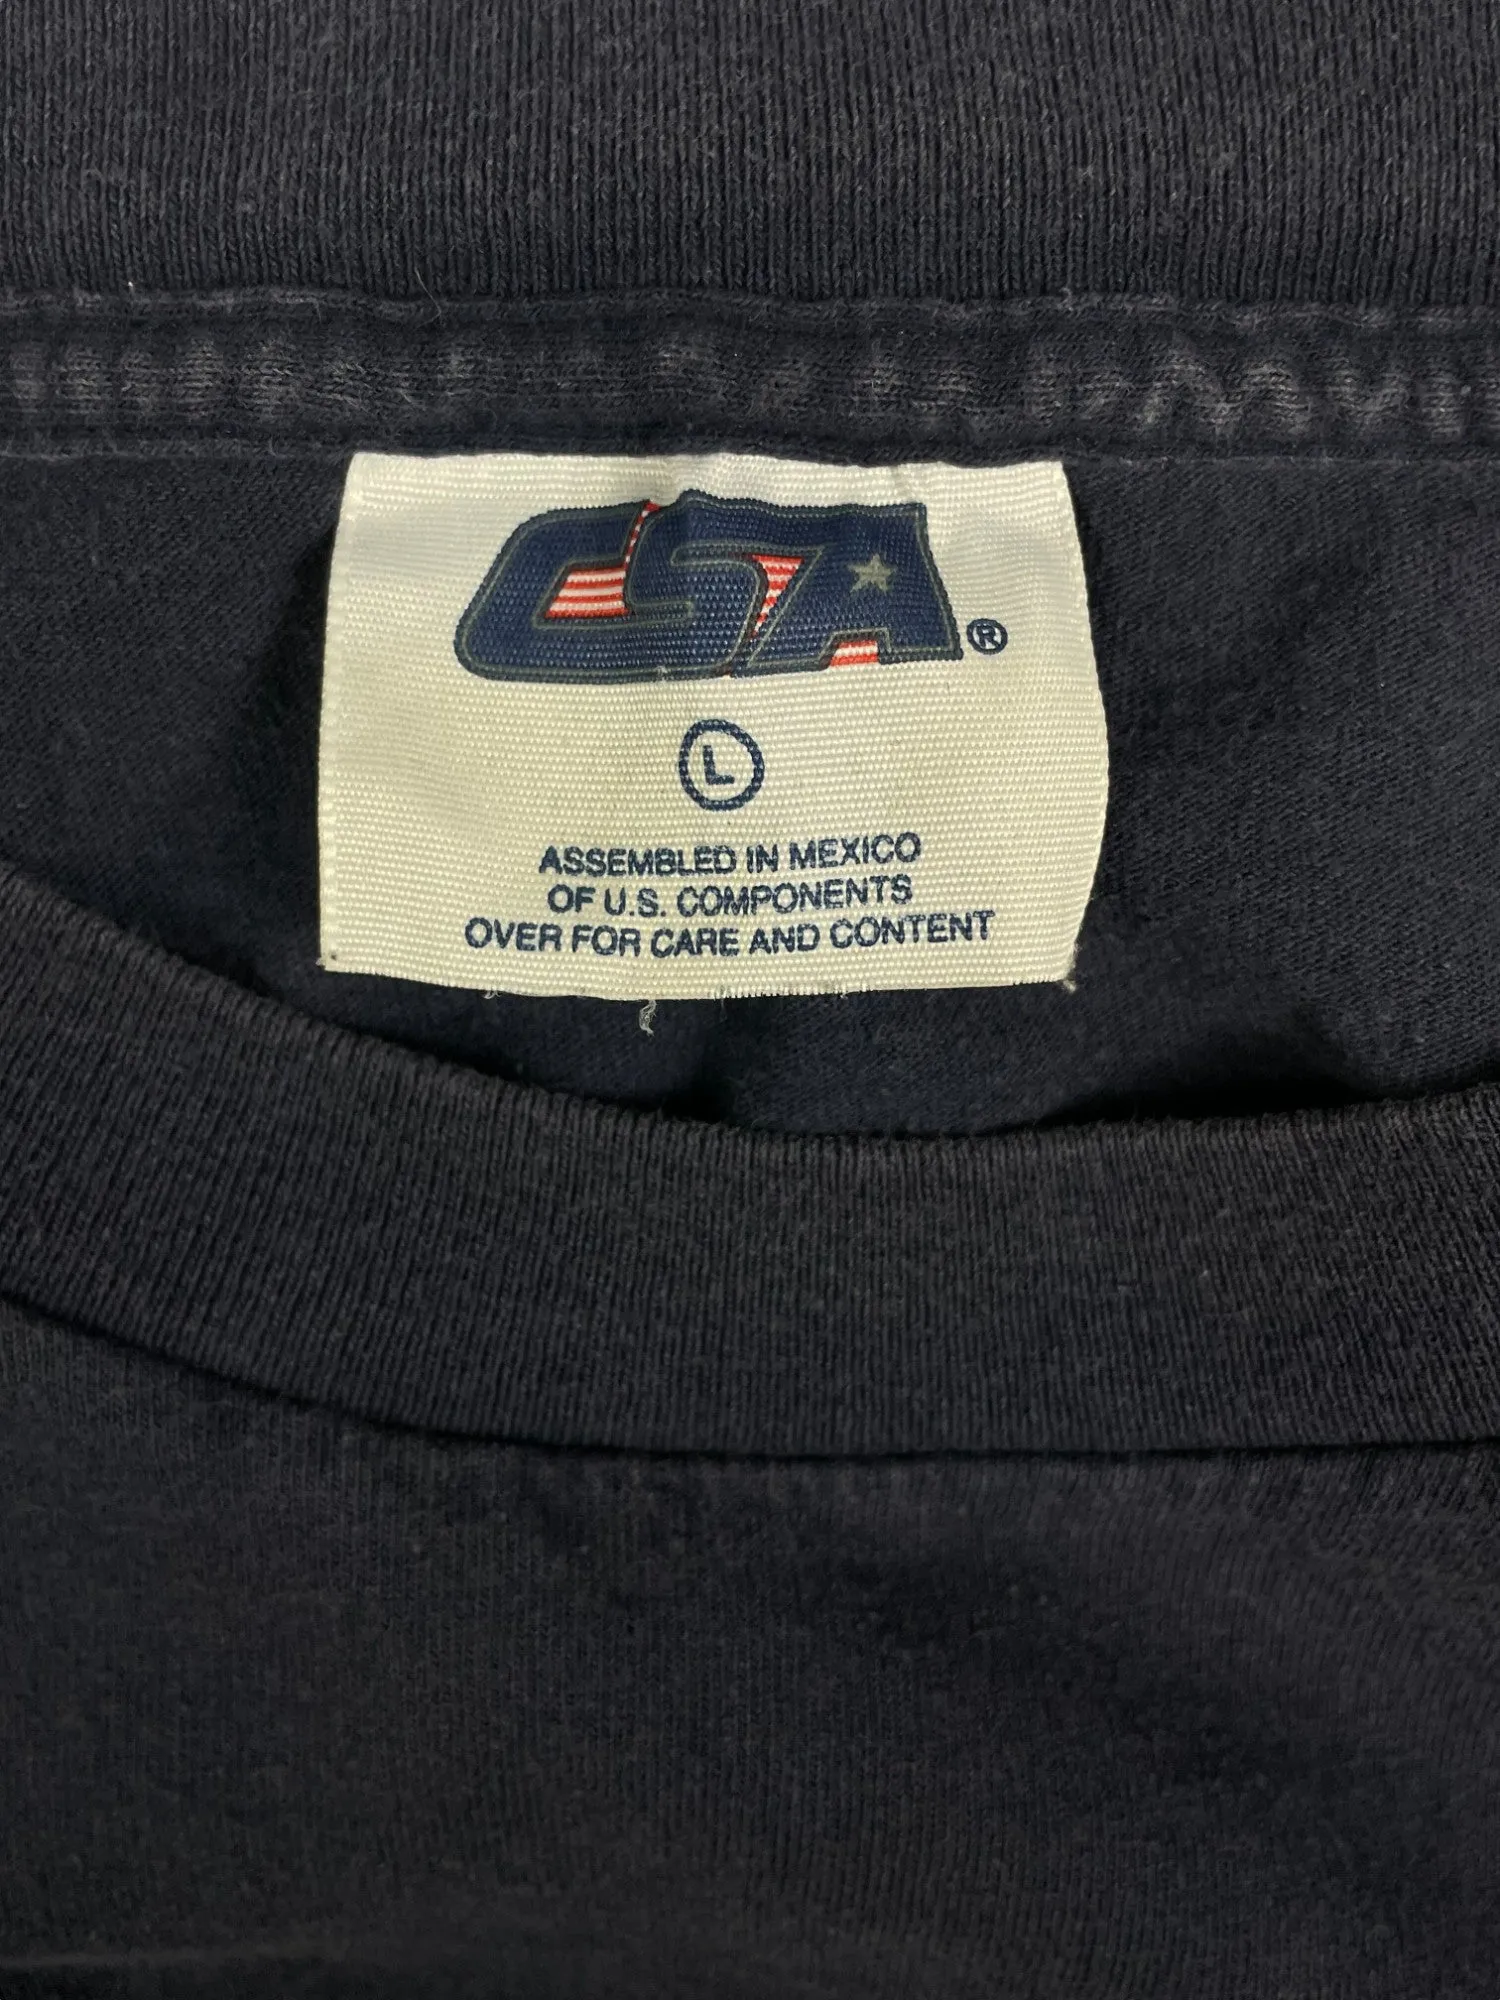 CSA®
L
ASSEMBLED IN MEXICO
OF U.S. COMPONENTS
OVER FOR CARE AND CONTENT